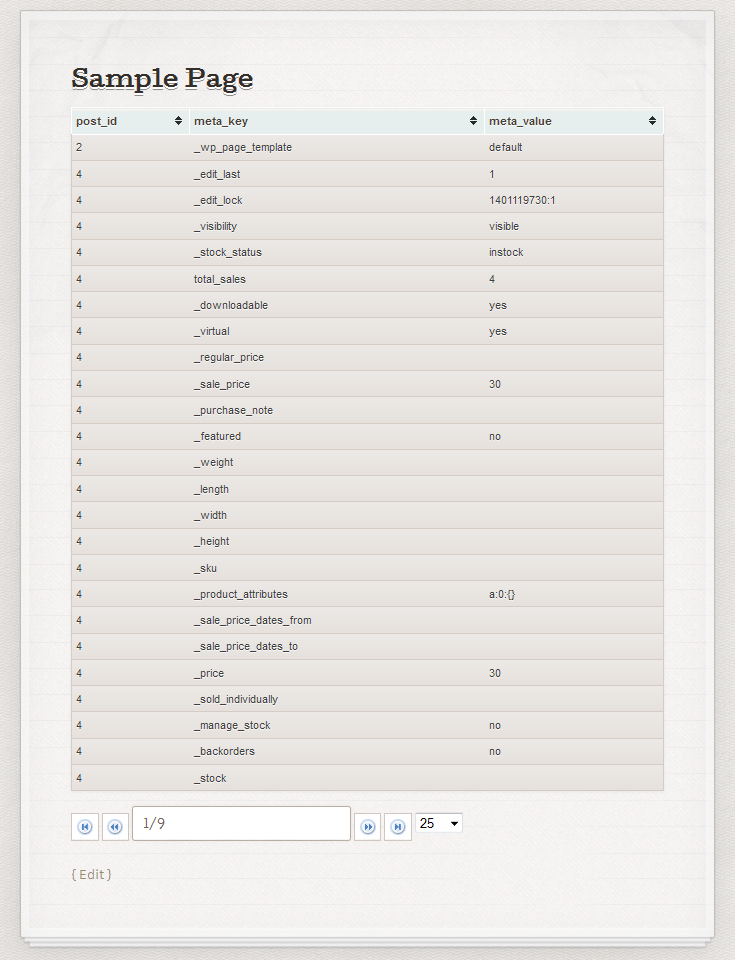 Sample Page
post_id meta_key meta_value
2 _wp_page_template default
4 _edit_last 1
4 _edit_lock 1401119730:1
4 _visibility visible
4 _stock_status instock
4 total_sales 4
4 _downloadable yes
4 _virtual yes
4 _regular_price
4 _sale_price 30
4 _purchase_note
4 _featured no
4 _weight
4 _length
4 _width
4 _height
4 _sku
4 _product_attributes a:0:{}
4 _sale_price_dates_from
4 _sale_price_dates_to
4 _price 30
4 _sold_individually
4 _manage_stock no
4 _backorders no
4 _stock
1/9 25
{ Edit }